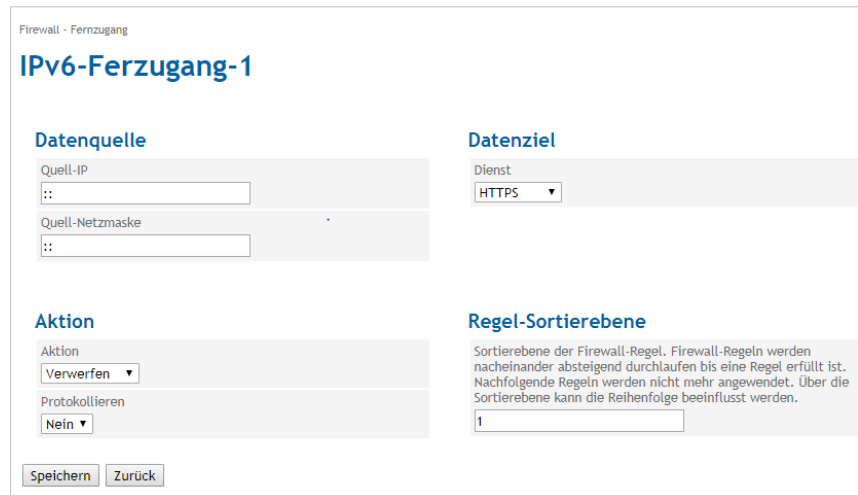 Firewall - Fernzugang
IPv6-Ferzugang-1
Datenquelle
Quell-IP
::
Quell-Netzmaske
::
Datenziel
Dienst
HTTPS
Aktion
Aktion
Verwerfen
Protokollieren
Nein
Regel-Sortierebene
Sortierebene der Firewall-Regel. Firewall-Regeln werden
nacheinander absteigend durchlaufen bis eine Regel erfüllt ist.
Nachfolgende Regeln werden nicht mehr angewendet. Über die
Sortierebene kann die Reihenfolge beeinflusst werden.
1
Speichern Zurück